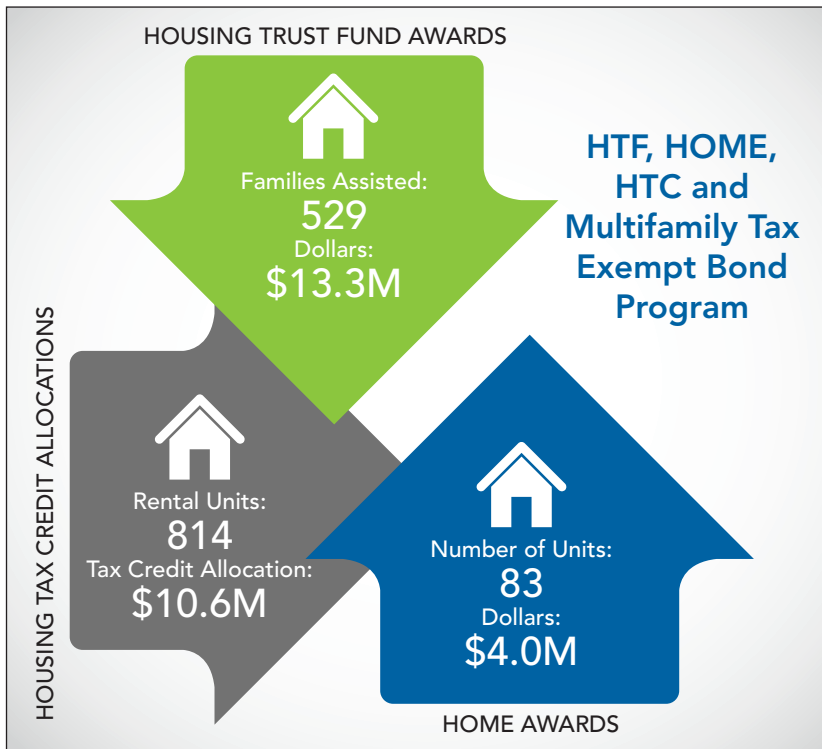 HOUSING TRUST FUND AWARDS
Families Assisted:
529
Dollars:
$13.3M
HTF, HOME,
HTC and
Multifamily Tax
Exempt Bond
Program
HOUSING TAX CREDIT ALLOCATIONS
Rental Units:
814
Tax Credit Allocation:
$10.6M
Number of Units:
83
Dollars:
$4.0M
HOME AWARDS